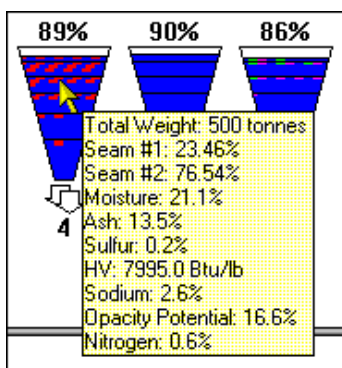 89% 90% 86%
Total Weight: 500 tonnes
Seam #1: 23.46%
Seam #2: 76.54%
Moisture: 21.1%
Ash: 13.5%
Sulfur: 0.2%
HV: 7995.0 Btu/lb
Sodium: 2.6%
Opacity Potential: 16.6%
Nitrogen: 0.6%
4